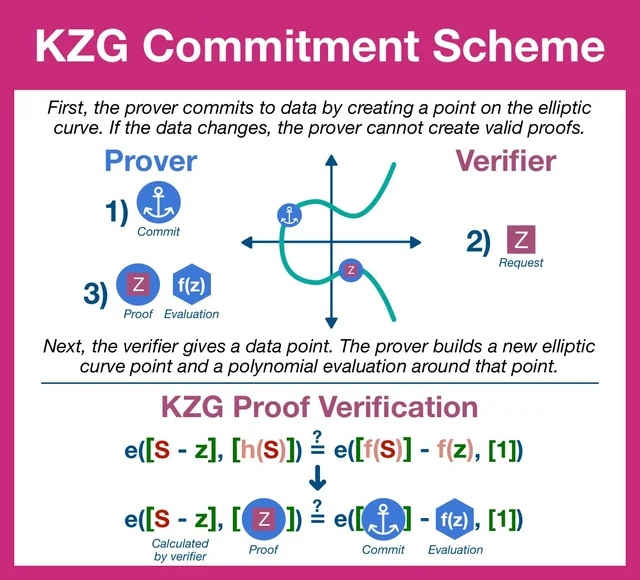 KZG Commitment Scheme
First, the prover commits to data by creating a point on the elliptic
curve. If the data changes, the prover cannot create valid proofs.
Prover
Verifier
1)
Commit
2) Z
Request
Z
3) Z f(z)
Proof Evaluation
Next, the verifier gives a data point. The prover builds a new elliptic
curve point and a polynomial evaluation around that point.
KZG Proof Verification
e([S - z], [h(S)]) ≟ e([f(S)] - f(z), [1])
e([S - z], [Z]) ≟ e([ ] - f(z), [1])
Calculated
by verifier
Proof
Commit
Evaluation